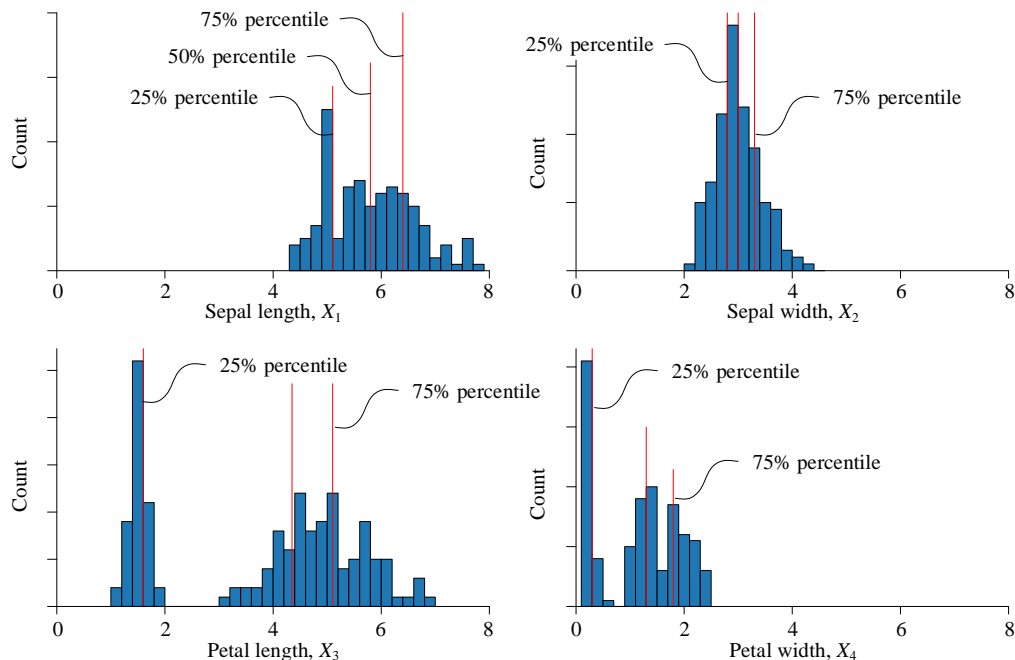 75% percentile
50% percentile
25% percentile
Count
0 2 4 6 8
Sepal length, X1
25% percentile
75% percentile
Count
0 2 4 6 8
Sepal width, X2
25% percentile
75% percentile
Count
0 2 4 6 8
Petal length, X3
25% percentile
75% percentile
Count
0 2 4 6 8
Petal width, X4